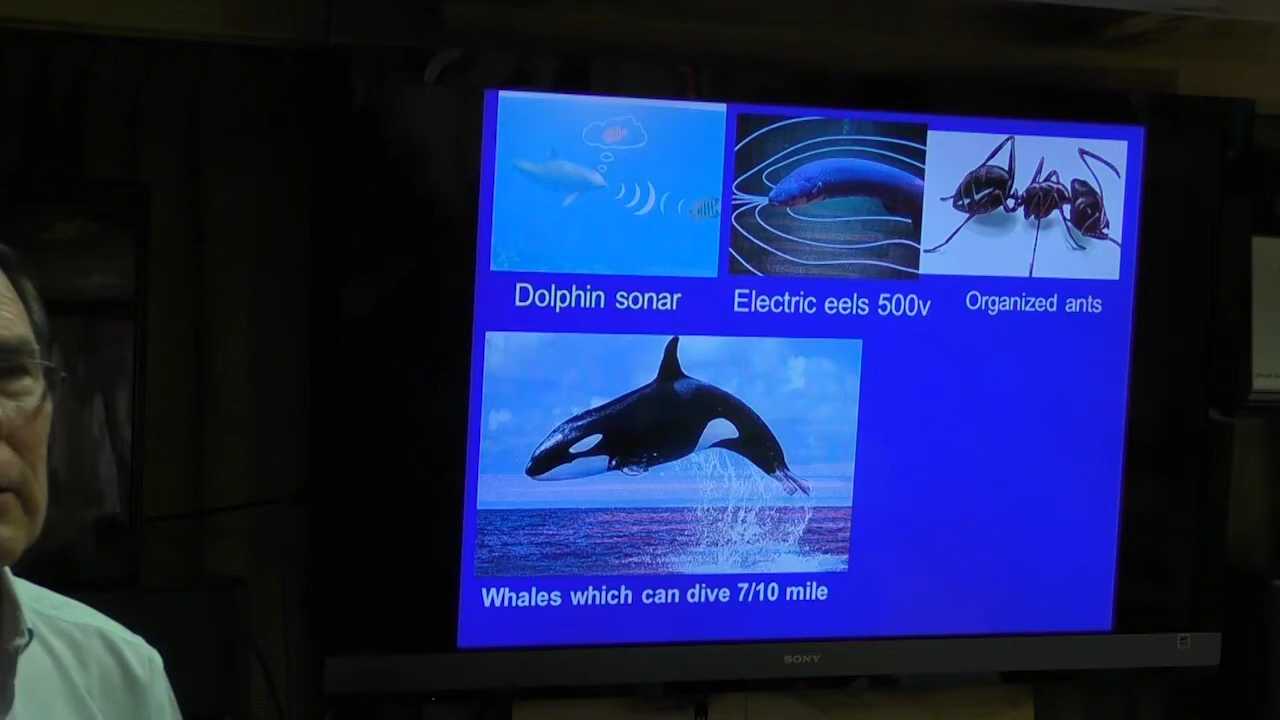 Dolphin sonar
Electric eels 500v
Organized ants
Whales which can dive 7/10 mile
SONY